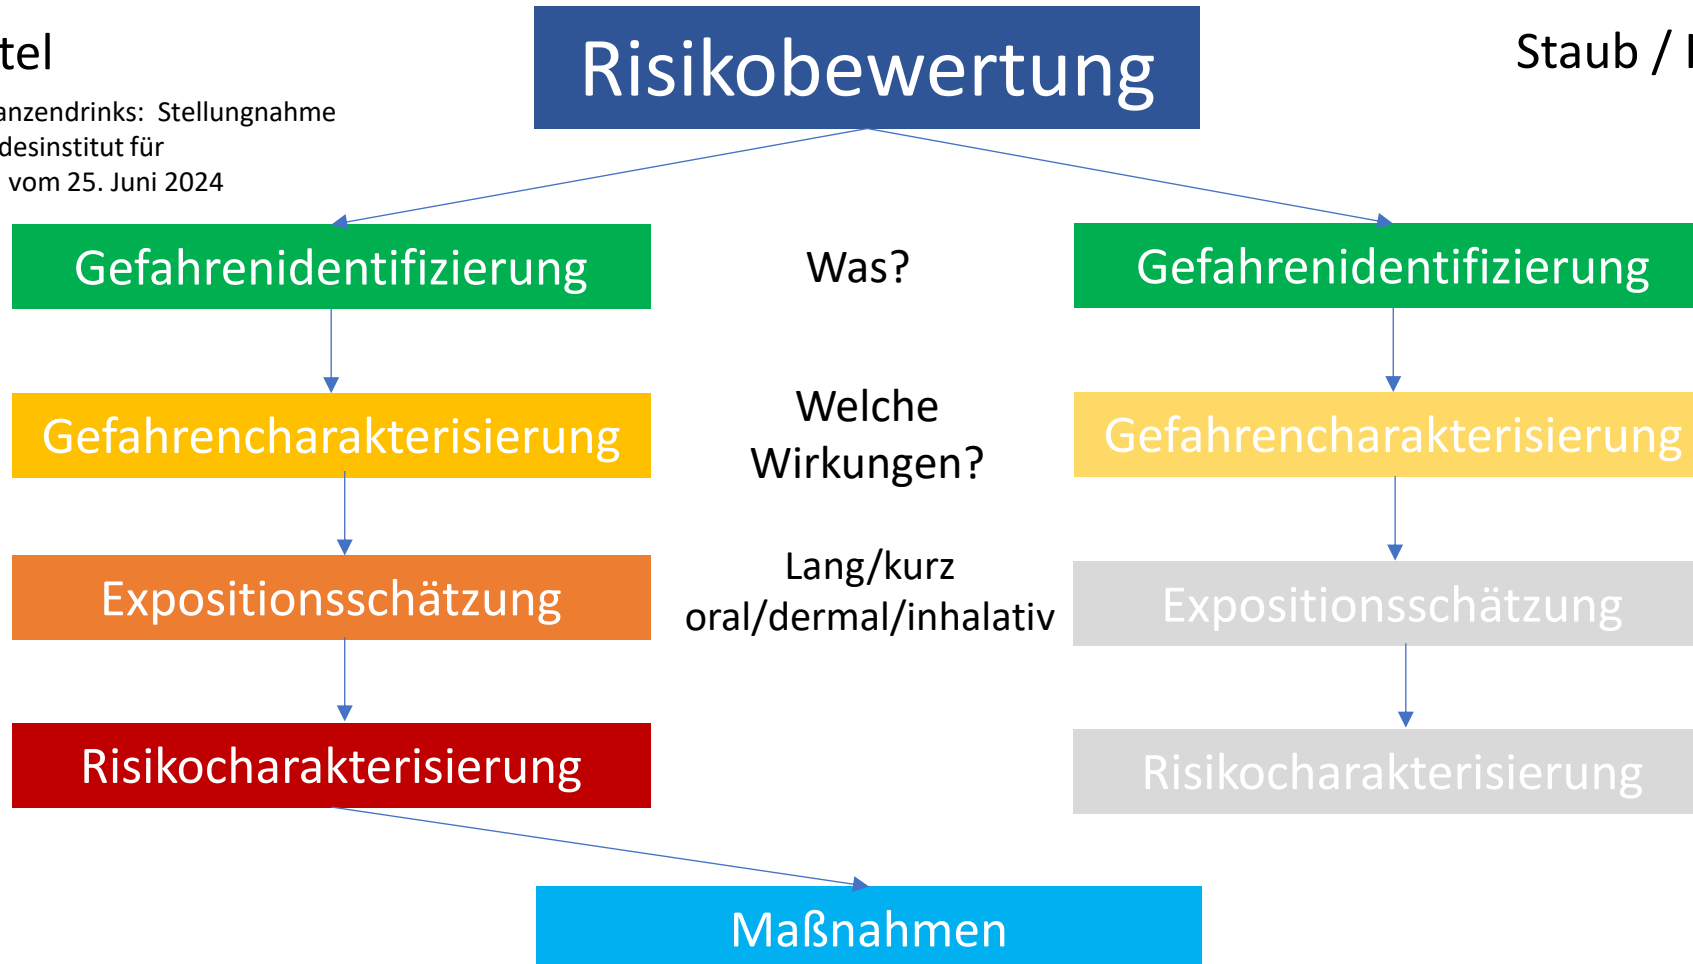 tel
Risikobewertung
Staub /
anzendrinks: Stellungnahme
desinstitut für
vom 25. Juni 2024
Gefahrenidentifizierung
Was?
Gefahrenidentifizierung
Gefahrencharakterisierung
Welche
Wirkungen?
Gefahrencharakterisierung
Expositionsschätzung
Lang/kurz
oral/dermal/inhalativ
Expositionsschätzung
Risikocharakterisierung
Risikocharakterisierung
Maßnahmen